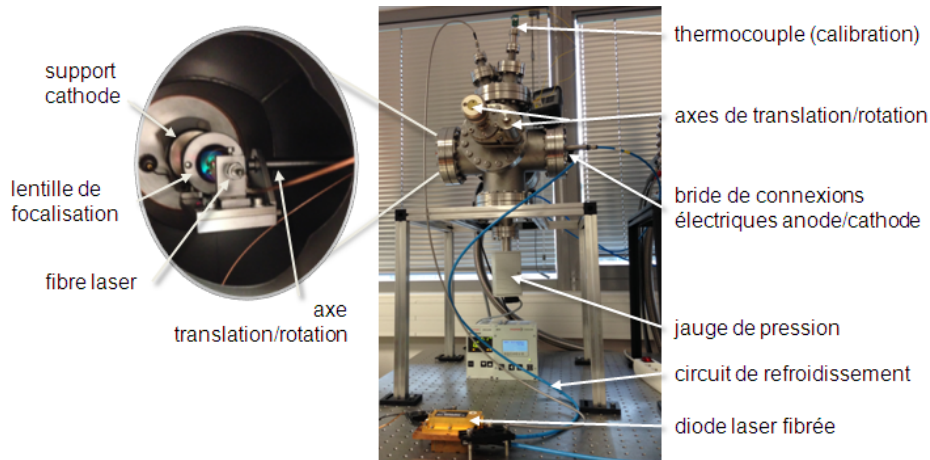 support
cathode
lentille de
focalisation
fibre laser
axe
translation/rotation
thermocouple (calibration)
axes de translation/rotation
bride de connexions
électriques anode/cathode
jauge de pression
circuit de refroidissement
diode laser fibrée